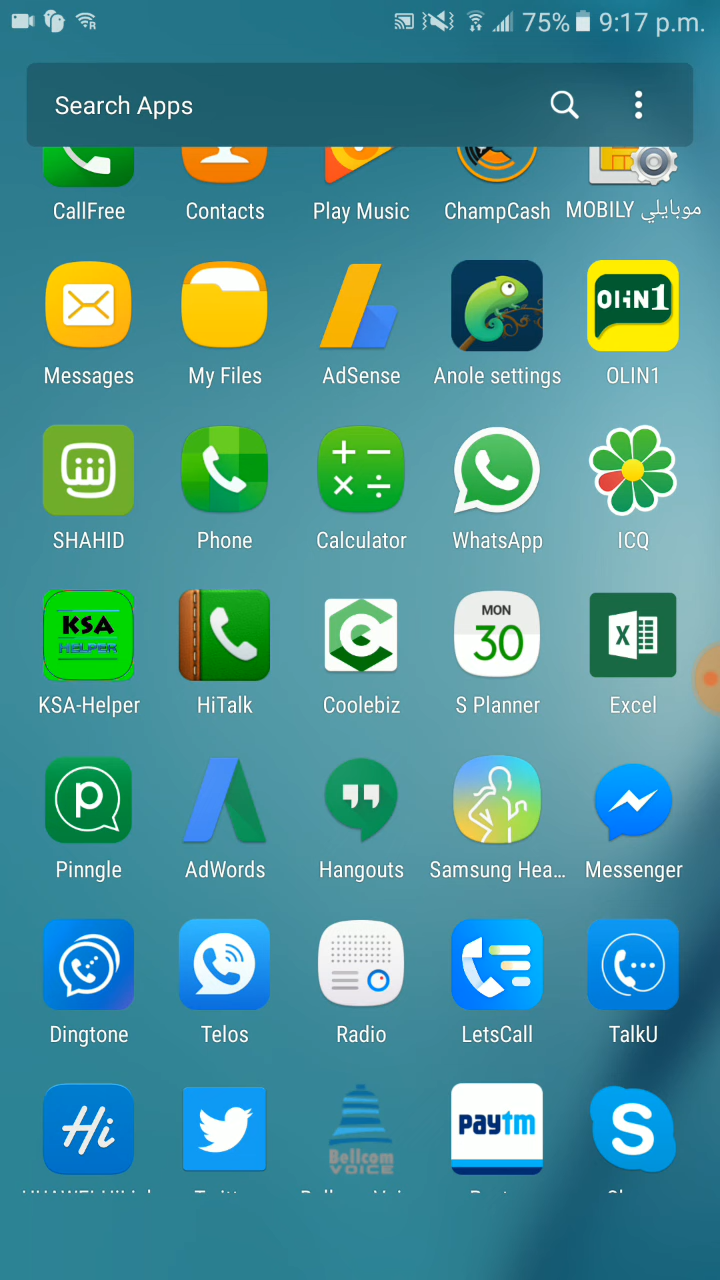 75% 9:17 p.m.
Search Apps
CallFree Contacts Play Music ChampCash MOBILY موبايلي
OliN1
Messages My Files AdSense Anole settings OLIN1
SHAHID Phone Calculator WhatsApp ICQ
KSA
HELPER
MON
30
X
KSA-Helper HiTalk Coolebiz S Planner Excel
p
Pinngle AdWords Hangouts Samsung Hea... Messenger
Dingtone Telos Radio LetsCall TalkU
Hi
Bellcom
VOICE
paytm
S